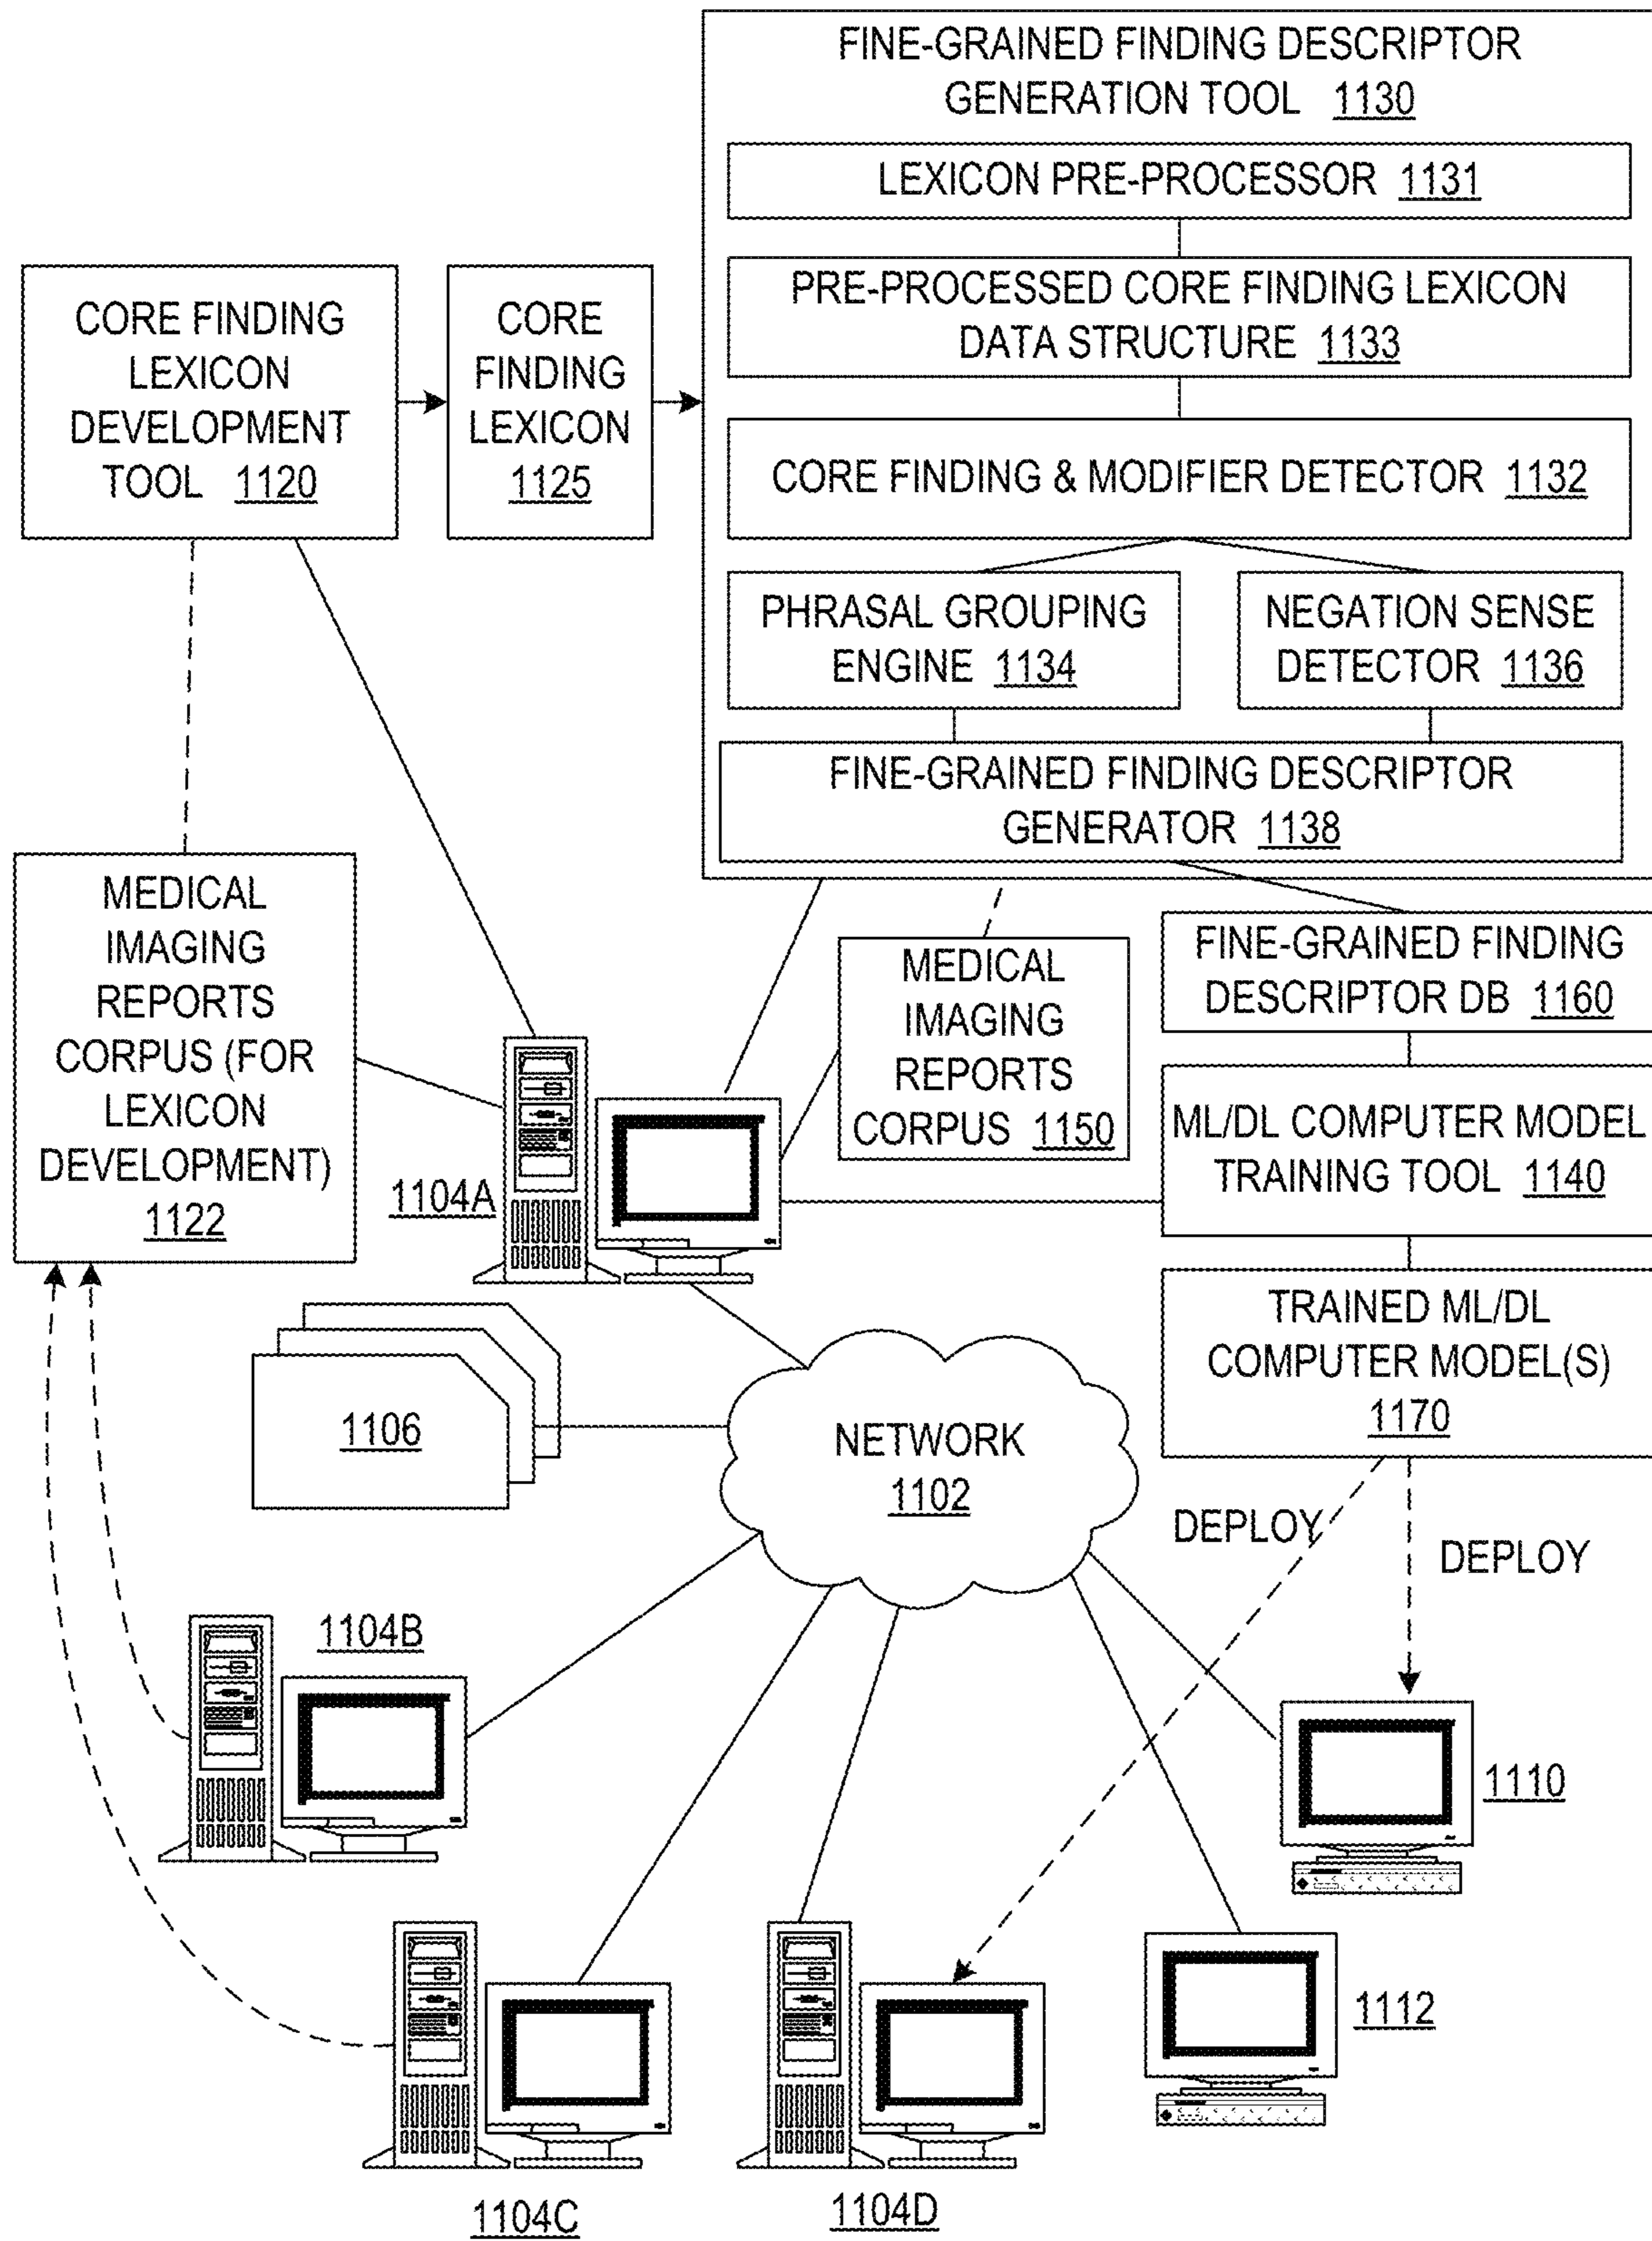 FINE-GRAINED FINDING DESCRIPTOR
GENERATION TOOL 1130
LEXICON PRE-PROCESSOR 1131
PRE-PROCESSED CORE FINDING LEXICON
DATA STRUCTURE 1133
CORE FINDING & MODIFIER DETECTOR 1132
PHRASAL GROUPING
ENGINE 1134
NEGATION SENSE
DETECTOR 1136
FINE-GRAINED FINDING DESCRIPTOR
GENERATOR 1138
CORE FINDING
LEXICON
DEVELOPMENT
TOOL 1120
CORE
FINDING
LEXICON
1125
MEDICAL
IMAGING
REPORTS
CORPUS (FOR
LEXICON
DEVELOPMENT)
1122
MEDICAL
IMAGING
REPORTS
CORPUS 1150
FINE-GRAINED FINDING
DESCRIPTOR DB 1160
ML/DL COMPUTER MODEL
TRAINING TOOL 1140
1104A
TRAINED ML/DL
COMPUTER MODEL(S)
1170
1106
NETWORK
1102
DEPLOY
DEPLOY
1104B
1110
1112
1104C
1104D